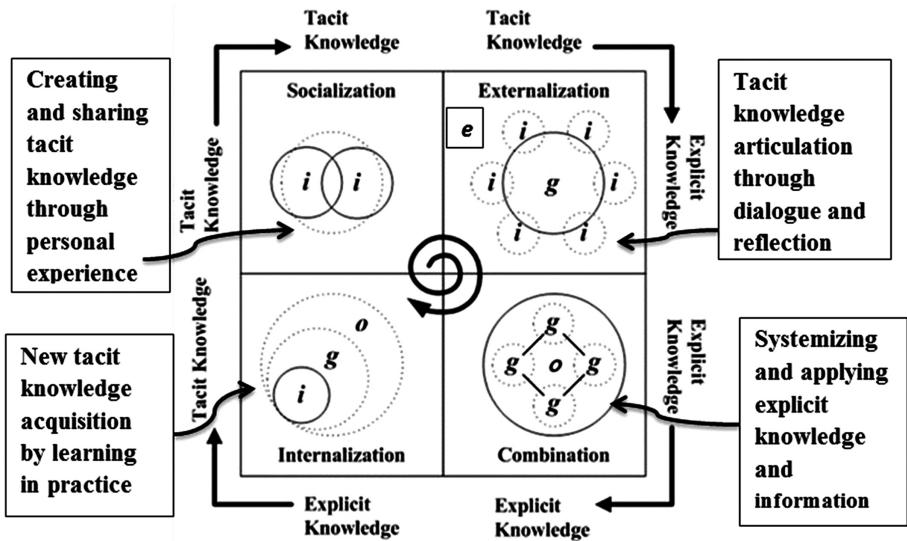 Tacit
Knowledge
Tacit
Knowledge
Creating
and sharing
tacit
knowledge
through
personal
experience
Tacit
Knowledge
Socialization
i
i
Externalization
e
i
i
i
g
i
i
i
Explicit
Knowledge
Tacit
knowledge
articulation
through
dialogue and
reflection
New tacit
knowledge
acquisition
by learning
in practice
Tacit Knowledge
o
g
i
Internalization
g
g
o
g
g
Combination
Explicit
Knowledge
Systemizing
and applying
explicit
knowledge
and
information
Explicit
Knowledge
Explicit
Knowledge